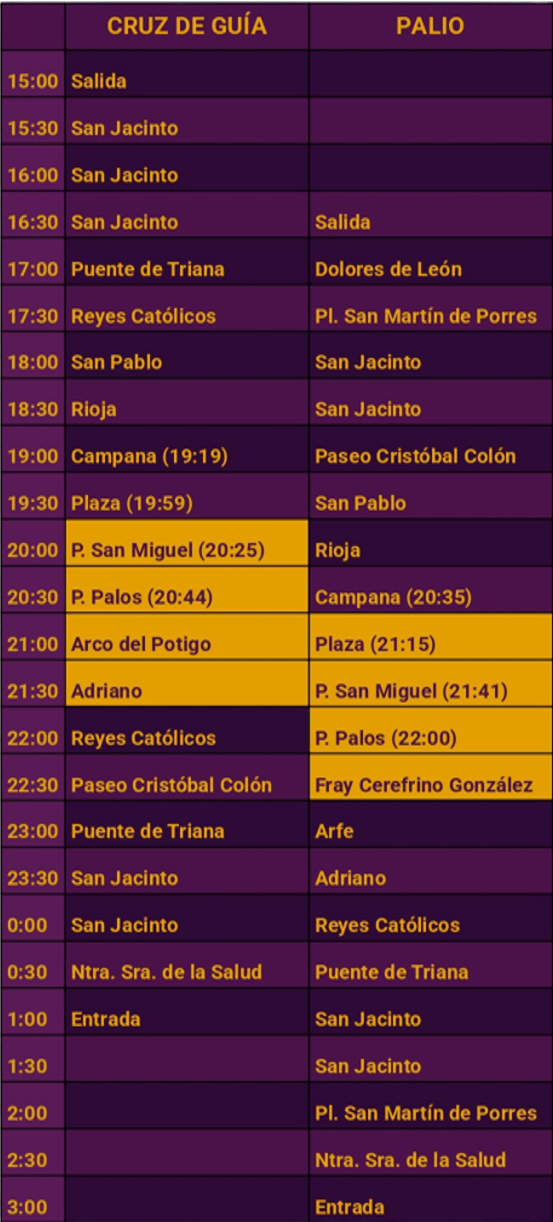 CRUZ DE GUÍA PALIO
15:00 Salida
15:30 San Jacinto
16:00 San Jacinto
16:30 San Jacinto Salida
17:00 Puente de Triana Dolores de León
17:30 Reyes Católicos Pl. San Martín de Porres
18:00 San Pablo San Jacinto
18:30 Rioja San Jacinto
19:00 Campana (19:19) Paseo Cristóbal Colón
19:30 Plaza (19:59) San Pablo
20:00 P. San Miguel (20:25) Rioja
20:30 P. Palos (20:44) Campana (20:35)
21:00 Arco del Potigo Plaza (21:15)
21:30 Adriano P. San Miguel (21:41)
22:00 Reyes Católicos P. Palos (22:00)
22:30 Paseo Cristóbal Colón Fray Cerefrino González
23:00 Puente de Triana Arfe
23:30 San Jacinto Adriano
0:00 San Jacinto Reyes Católicos
0:30 Ntra. Sra. de la Salud Puente de Triana
1:00 Entrada San Jacinto
1:30 San Jacinto
2:00 Pl. San Martín de Porres
2:30 Ntra. Sra. de la Salud
3:00 Entrada